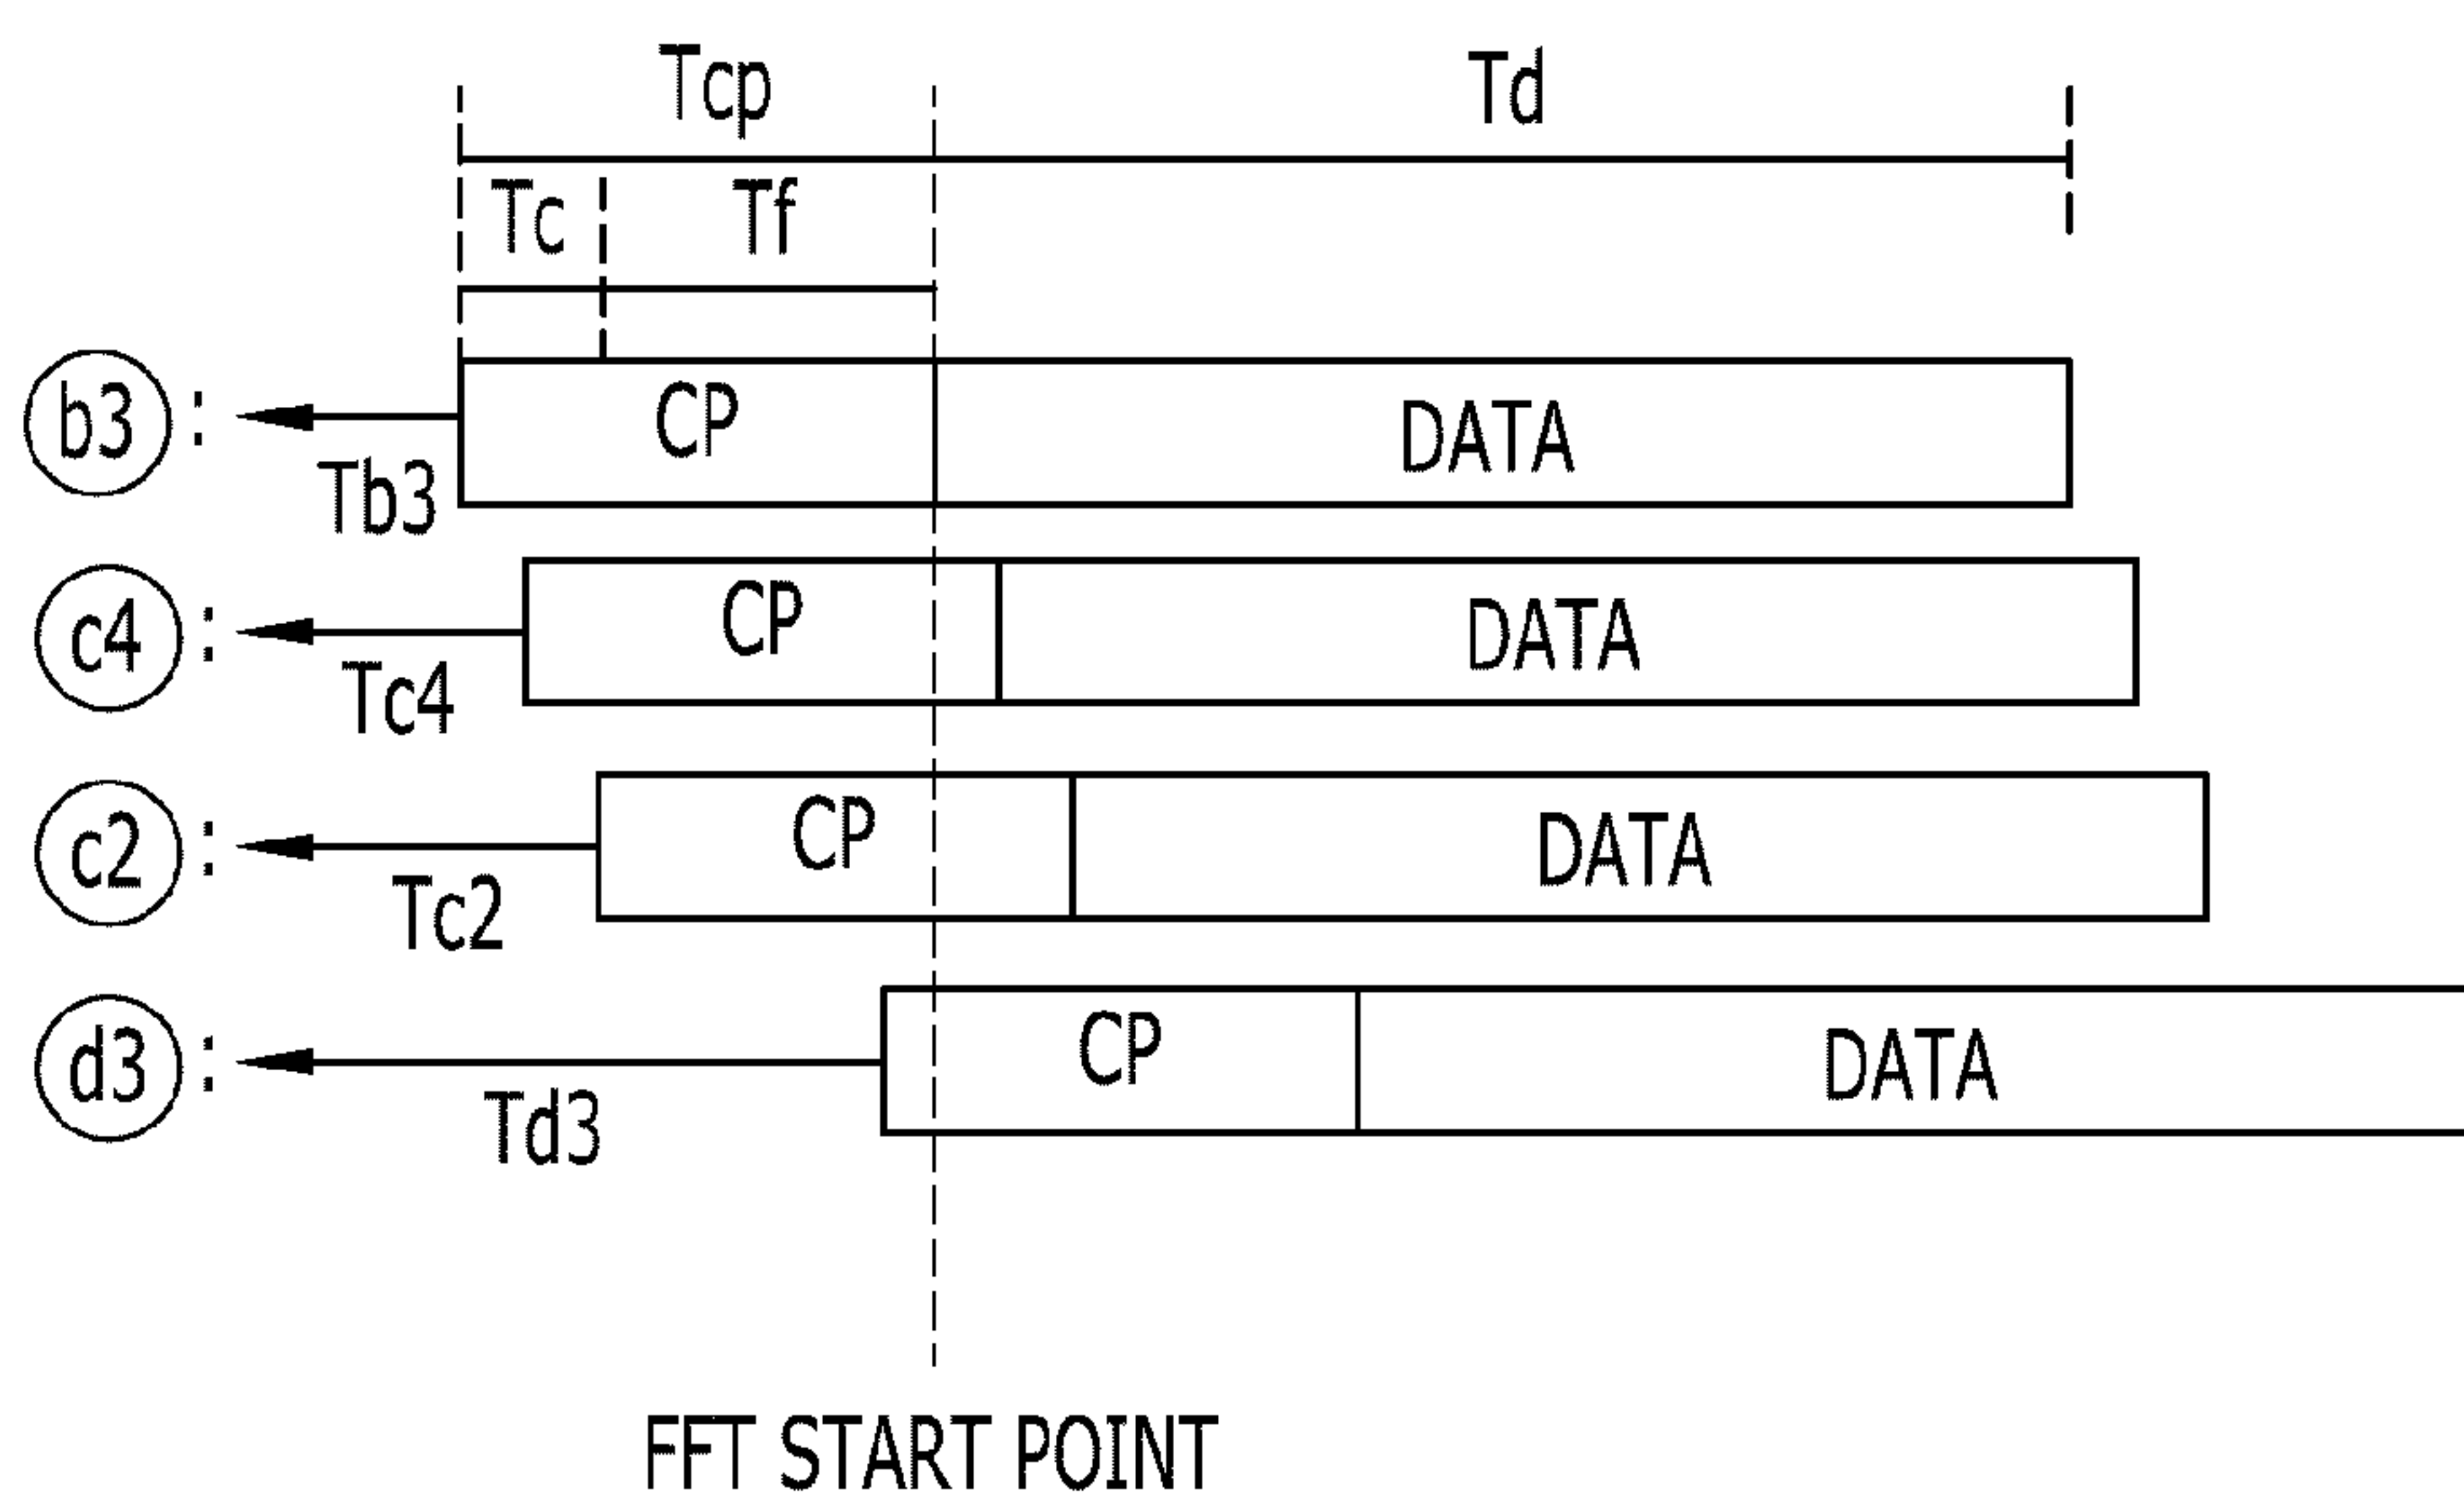 Tcp Td
Tc Tf
b3 : CP DATA
Tb3
c4 : CP DATA
Tc4
c2 : CP DATA
Tc2
d3 : CP DATA
Td3
FFT START POINT